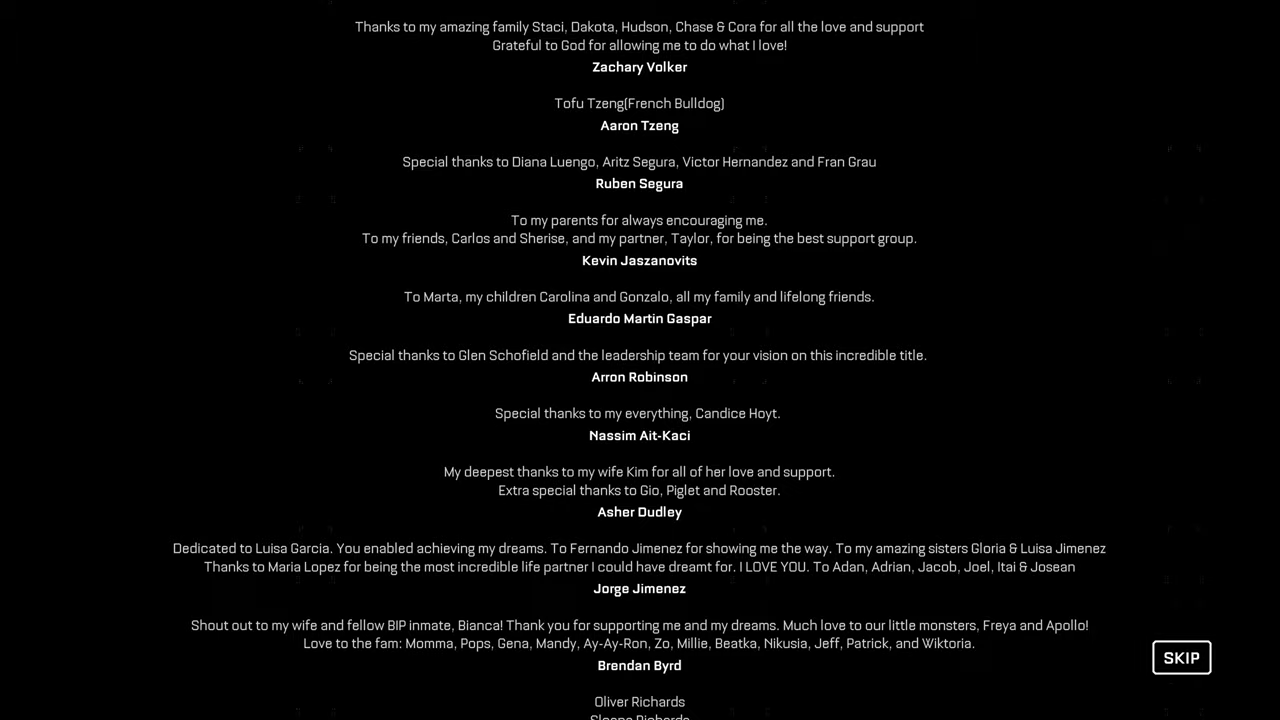 Thanks to my amazing family Staci, Dakota, Hudson, Chase & Cora for all the love and support
Grateful to God for allowing me to do what I love!
Zachary Volker
Tofu Tzeng(French Bulldog)
Aaron Tzeng
Special thanks to Diana Luengo, Aritz Segura, Victor Hernandez and Fran Grau
Ruben Segura
To my parents for always encouraging me.
To my friends, Carlos and Sherise, and my partner, Taylor, for being the best support group.
Kevin Jaszanovits
To Marta, my children Carolina and Gonzalo, all my family and lifelong friends.
Eduardo Martin Gaspar
Special thanks to Glen Schofield and the leadership team for your vision on this incredible title.
Arron Robinson
Special thanks to my everything, Candice Hoyt.
Nassim Ait-Kaci
My deepest thanks to my wife Kim for all of her love and support.
Extra special thanks to Gio, Piglet and Rooster.
Asher Dudley
Dedicated to Luisa Garcia. You enabled achieving my dreams. To Fernando Jimenez for showing me the way. To my amazing sisters Gloria & Luisa Jimenez
Thanks to Maria Lopez for being the most incredible life partner I could have dreamt for. I LOVE YOU. To Adan, Adrian, Jacob, Joel, Itai & Josean
Jorge Jimenez
Shout out to my wife and fellow BIP inmate, Bianca! Thank you for supporting me and my dreams. Much love to our little monsters, Freya and Apollo!
Love to the fam: Momma, Pops, Gena, Mandy, Ay-Ay-Ron, Zo, Millie, Beatka, Nikusia, Jeff, Patrick, and Wiktoria.
Brendan Byrd
SKIP
Oliver Richards
Richards